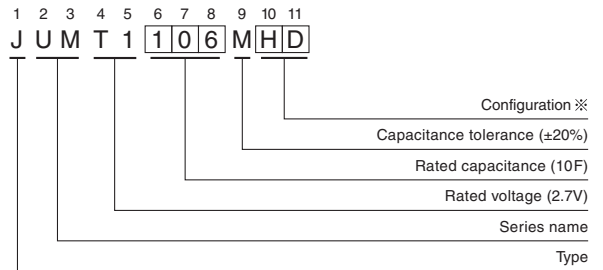 1 2 3 4 5 6 7 8 9 10 11
J U M T 1 1 0 6 M H D
Configuration ※
Capacitance tolerance (±20%)
Rated capacitance (10F)
Rated voltage (2.7V)
Series name
Type